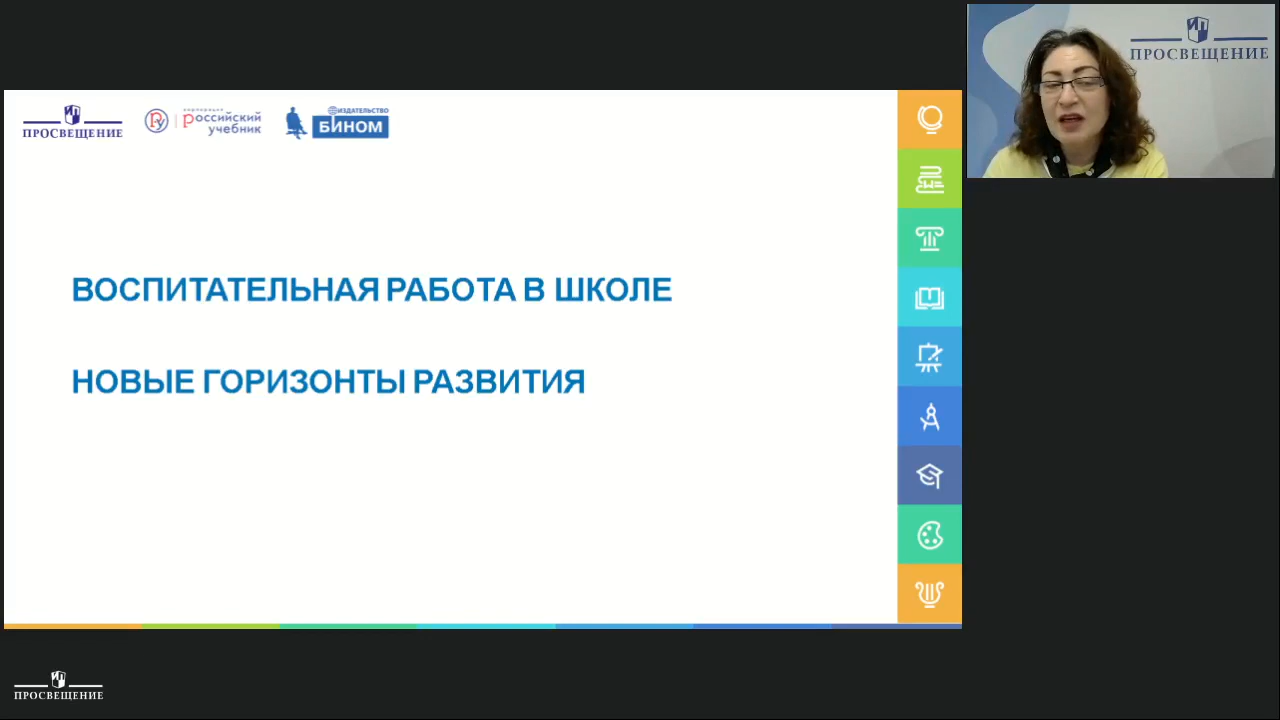 ПРОСВЕЩЕНИЕ
корпорация
российский
учебник
ИЗДАТЕЛЬСТВО
БИНОМ
ВОСПИТАТЕЛЬНАЯ РАБОТА В ШКОЛЕ
НОВЫЕ ГОРИЗОНТЫ РАЗВИТИЯ
ПРОСВЕЩЕНИЕ
ПРОСВЕЩЕНИЕ